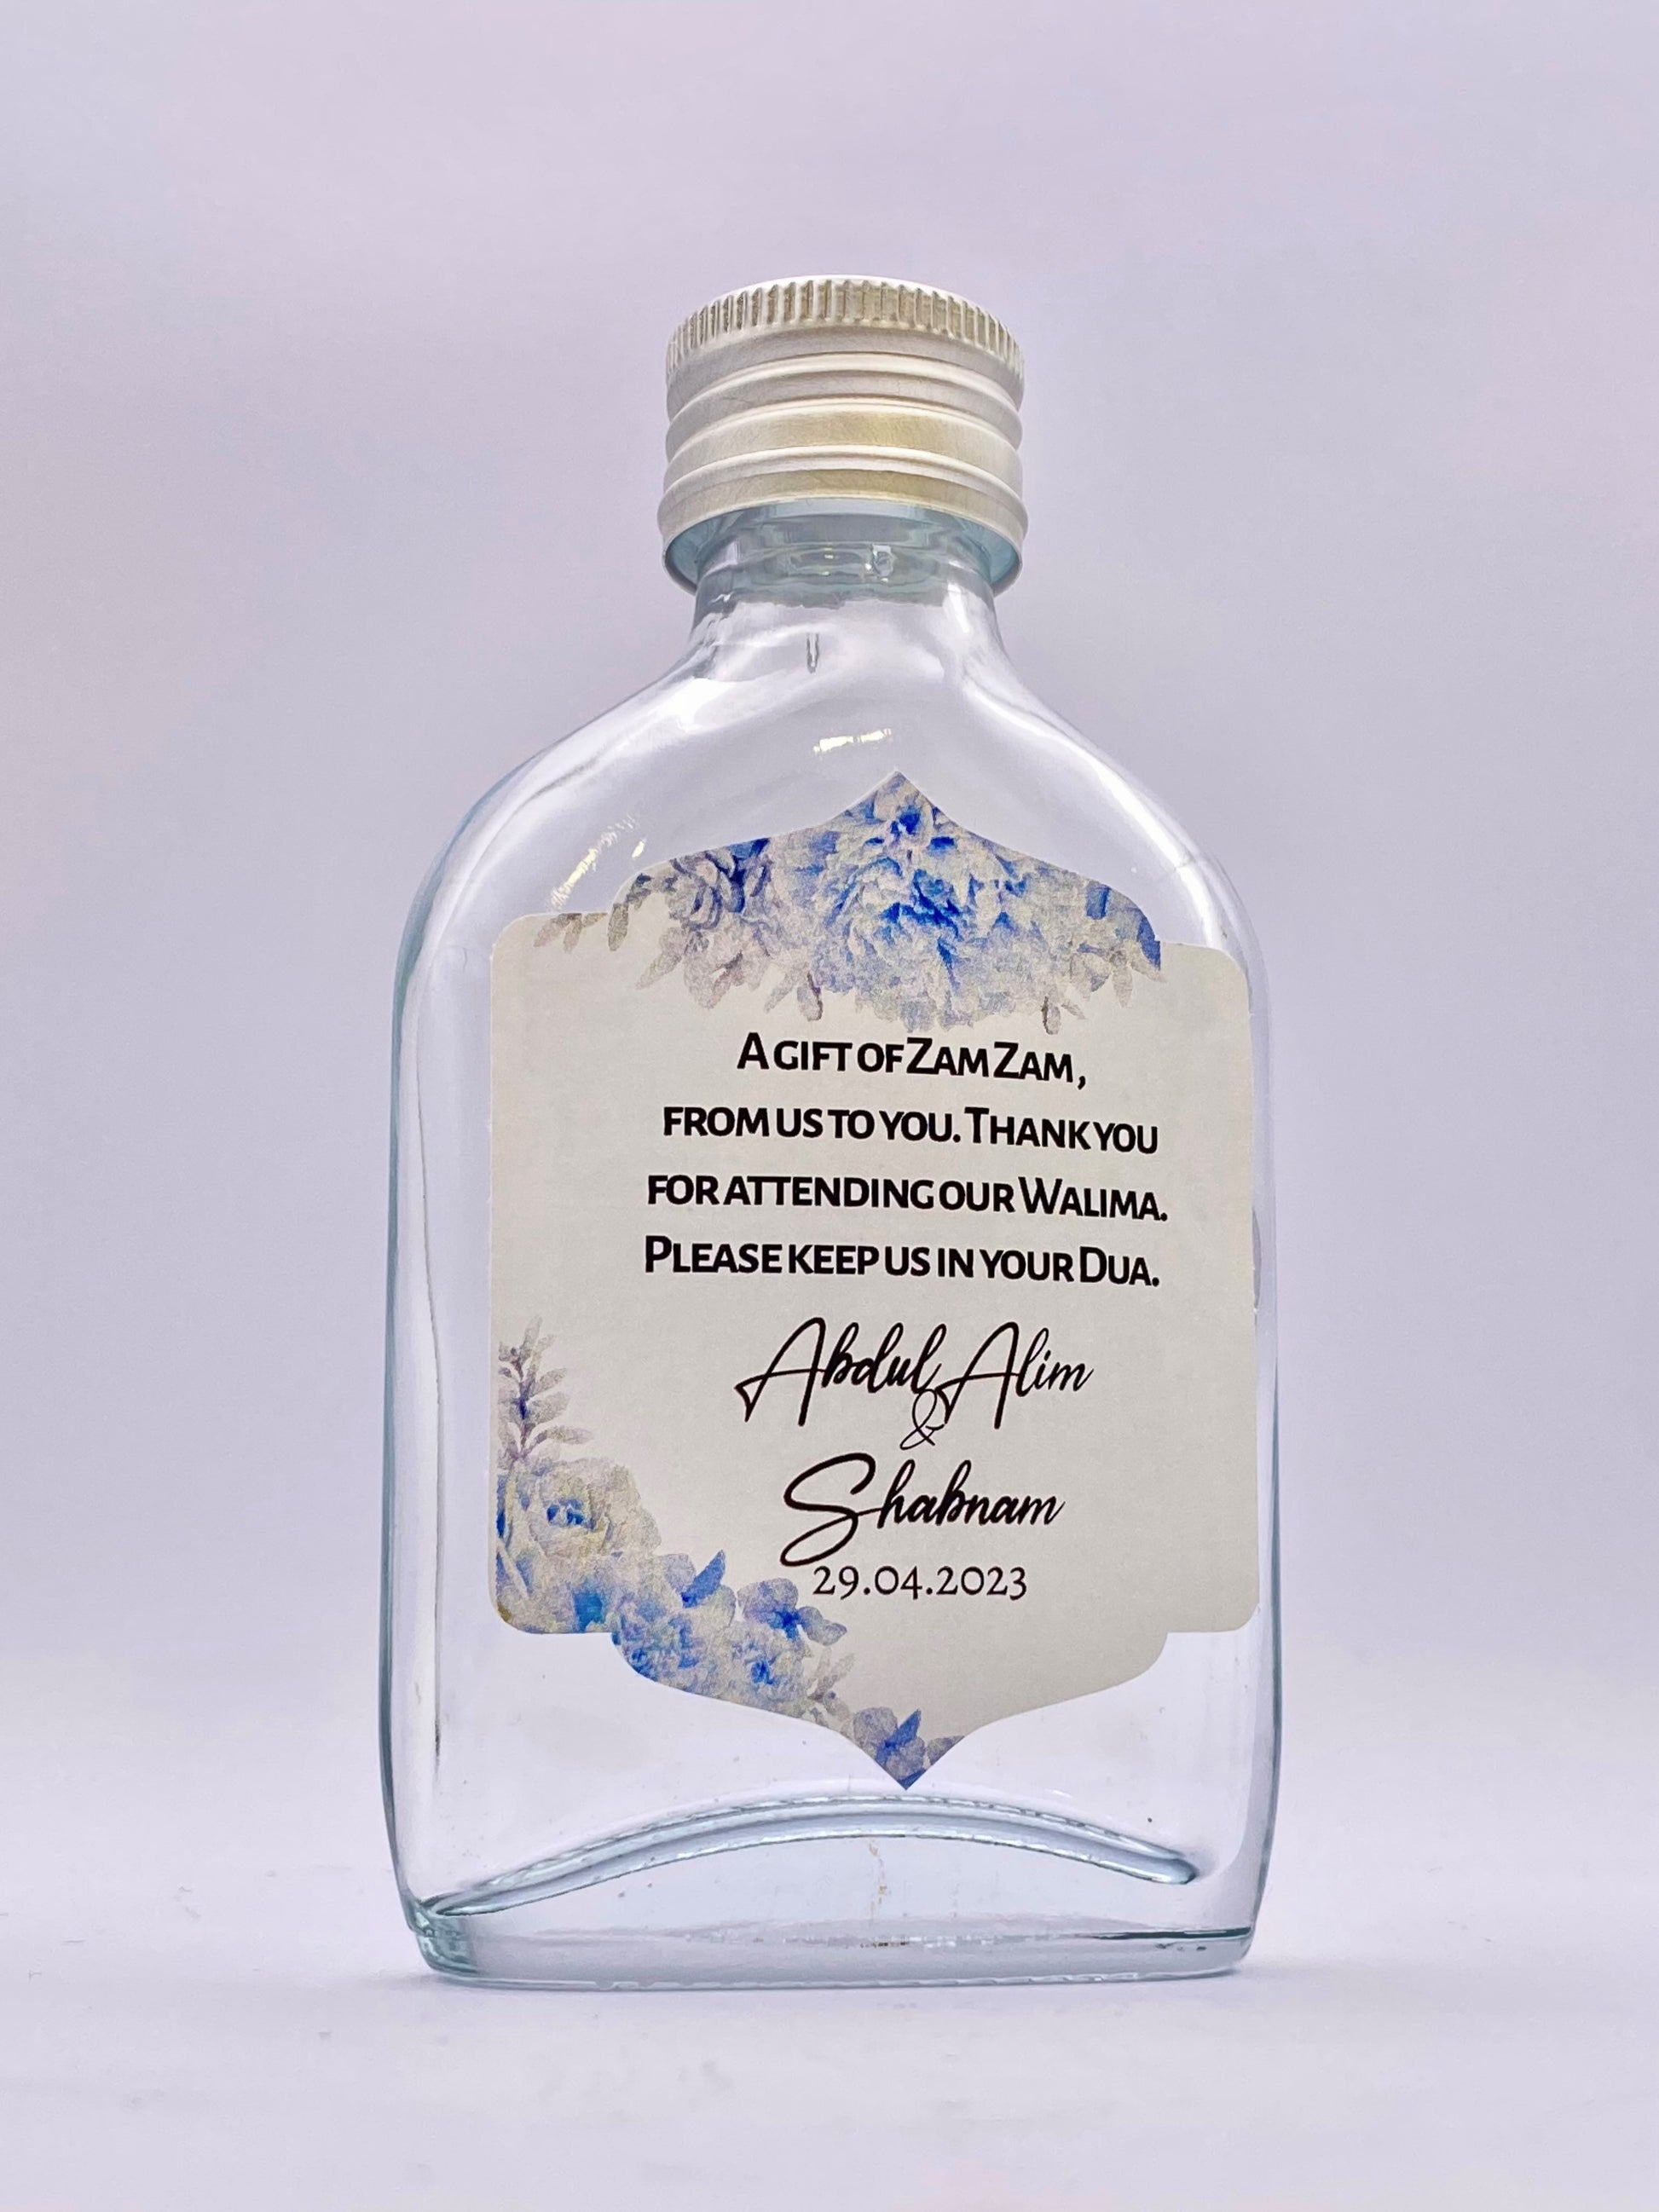 A GIFT OF ZAM ZAM,
FROM US TO YOU. THANK YOU
FOR ATTENDING OUR WALIMA.
PLEASE KEEP US IN YOUR DUA.
Abdul Alim
&
Shabnam
29.04.2023